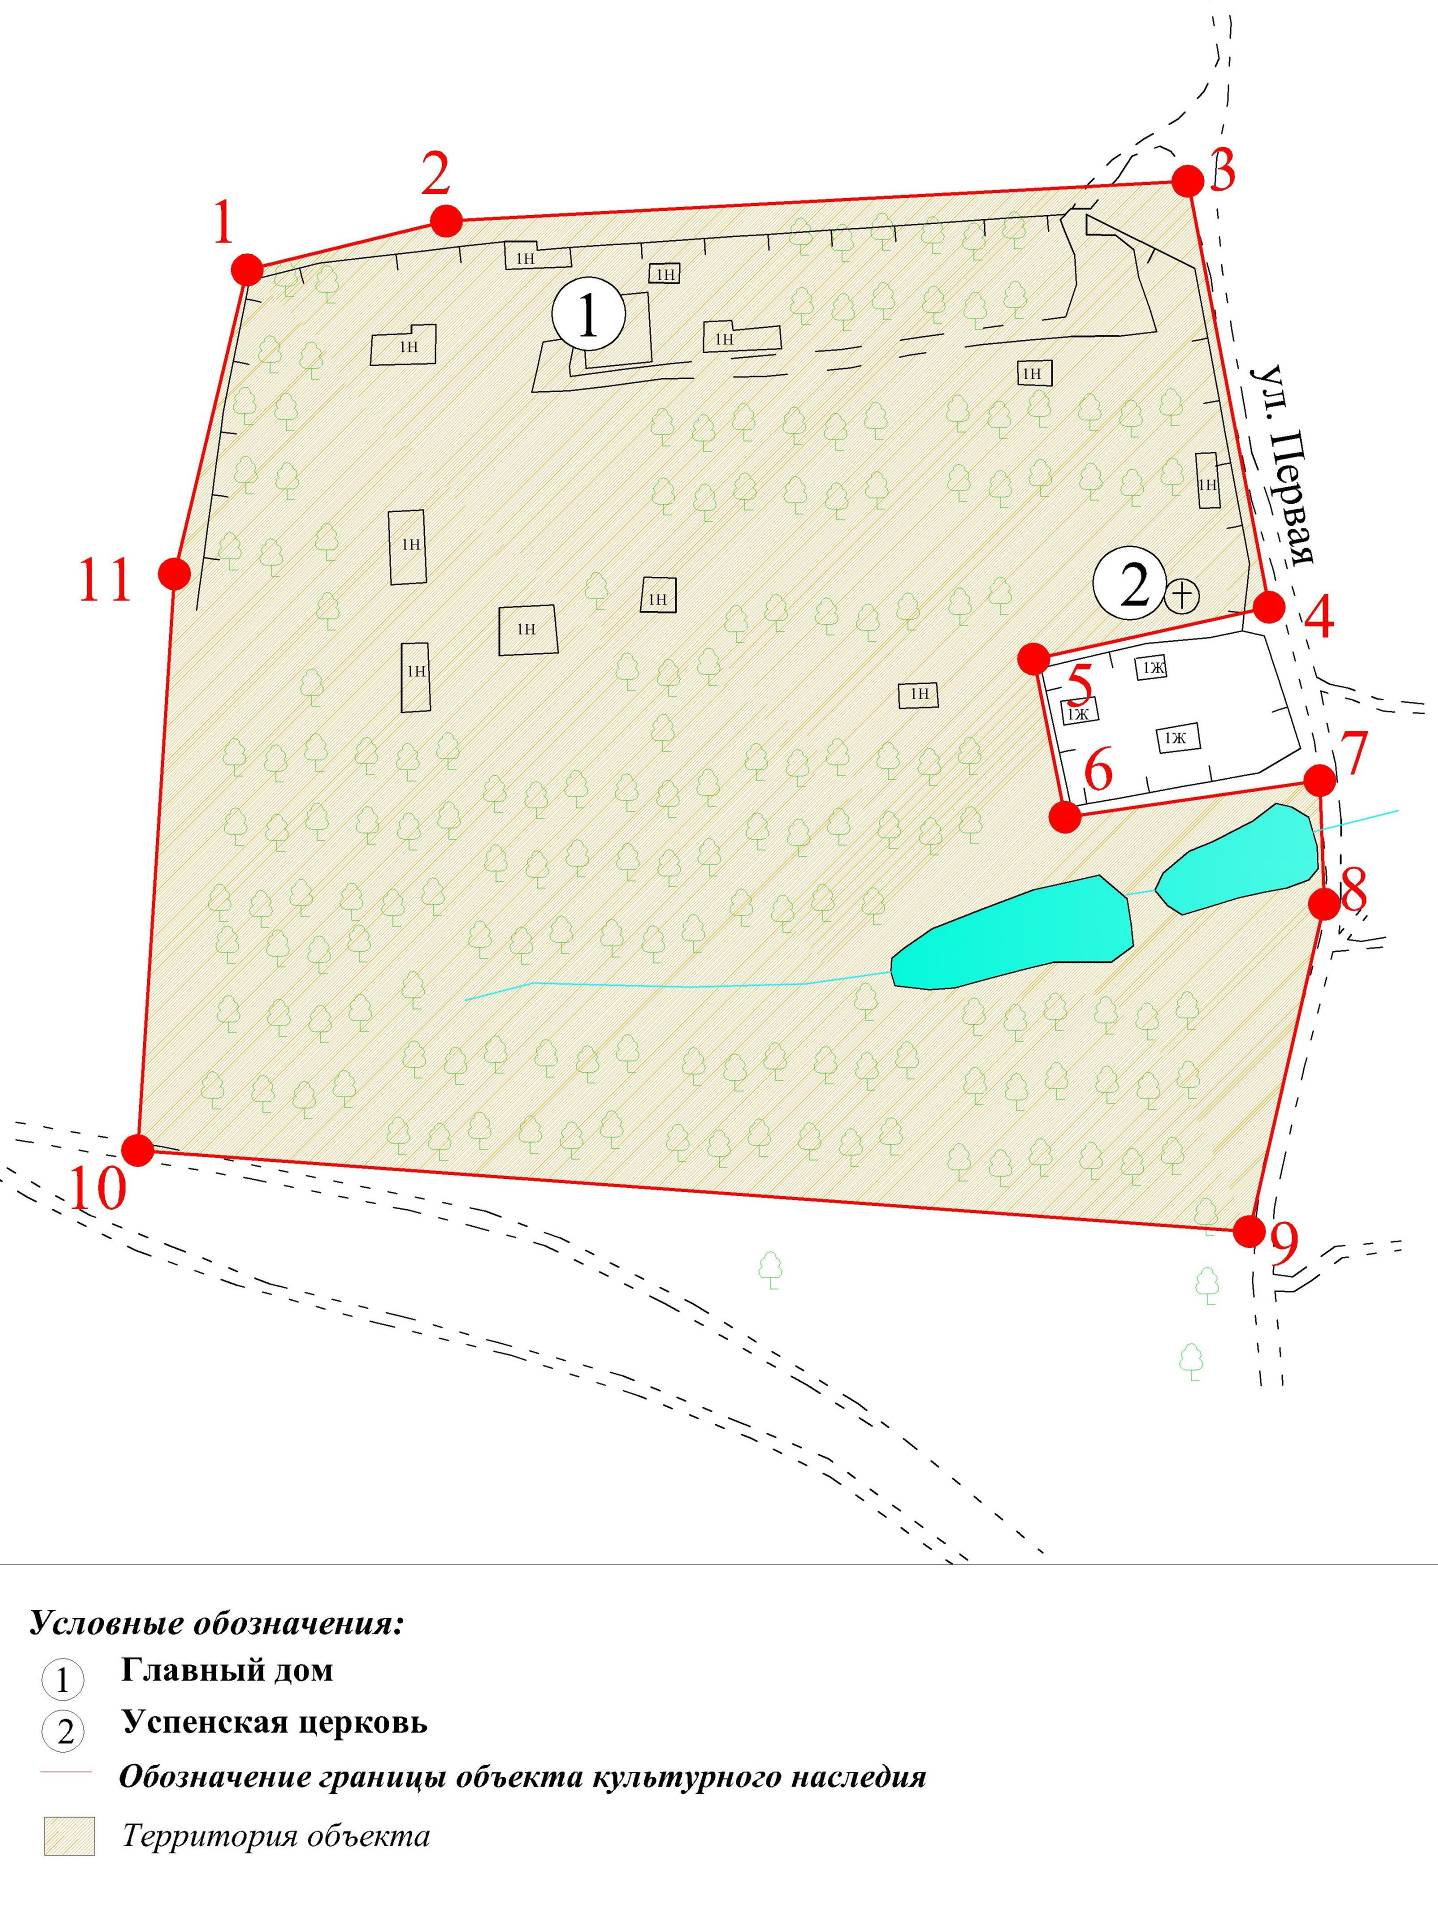 3
2
1
1Н
1Н
1
1Н
1Н
1Н
ул. Первая
1Н
1Н
11
2
1Н
4
1Н
1Ж
1Н
5
1Н
1Ж
1Ж
7
6
8
10
9
Условные обозначения:
1 Главный дом
2 Успенская церковь
Обозначение границы объекта культурного наследия
Территория объекта